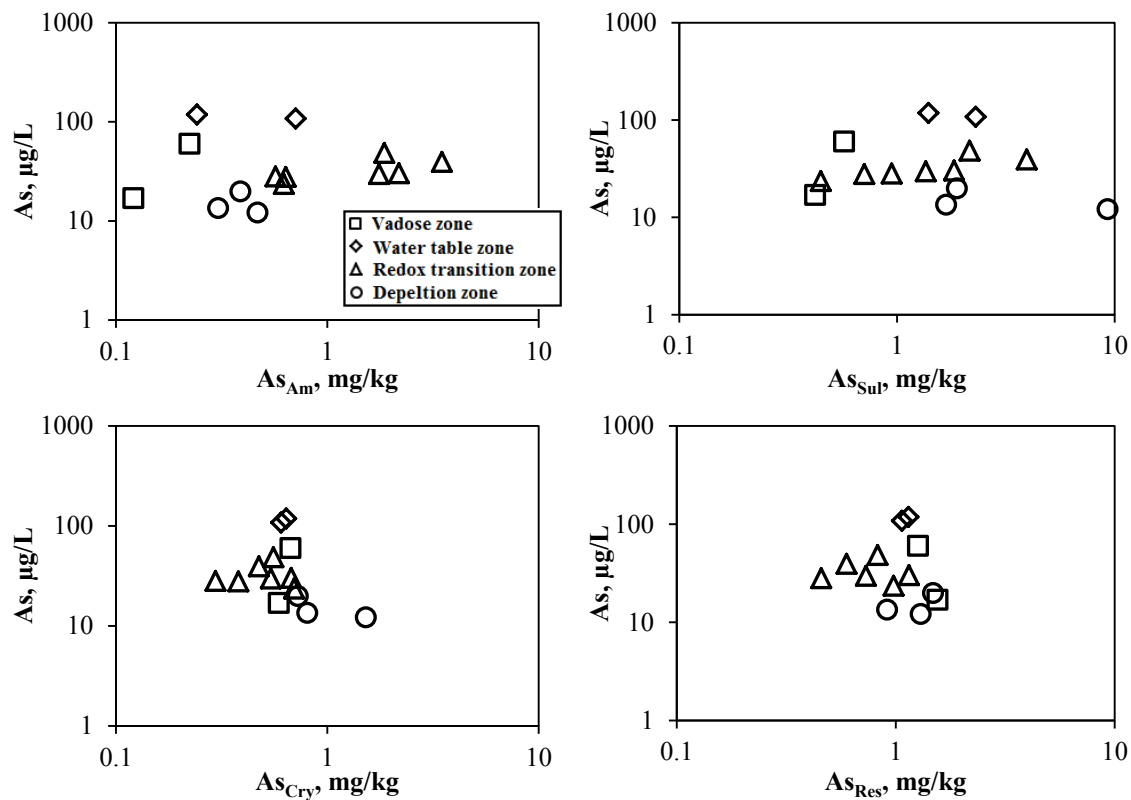 1000
100
10
1
As, µg/L
0.1 1 10
As_Am, mg/kg
Vadose zone
Water table zone
Redox transition zone
Depeltion zone
1000
100
10
1
As, µg/L
0.1 1 10
As_Sul, mg/kg
1000
100
10
1
As, µg/L
0.1 1 10
As_Cry, mg/kg
1000
100
10
1
As, µg/L
0.1 1 10
As_Res, mg/kg